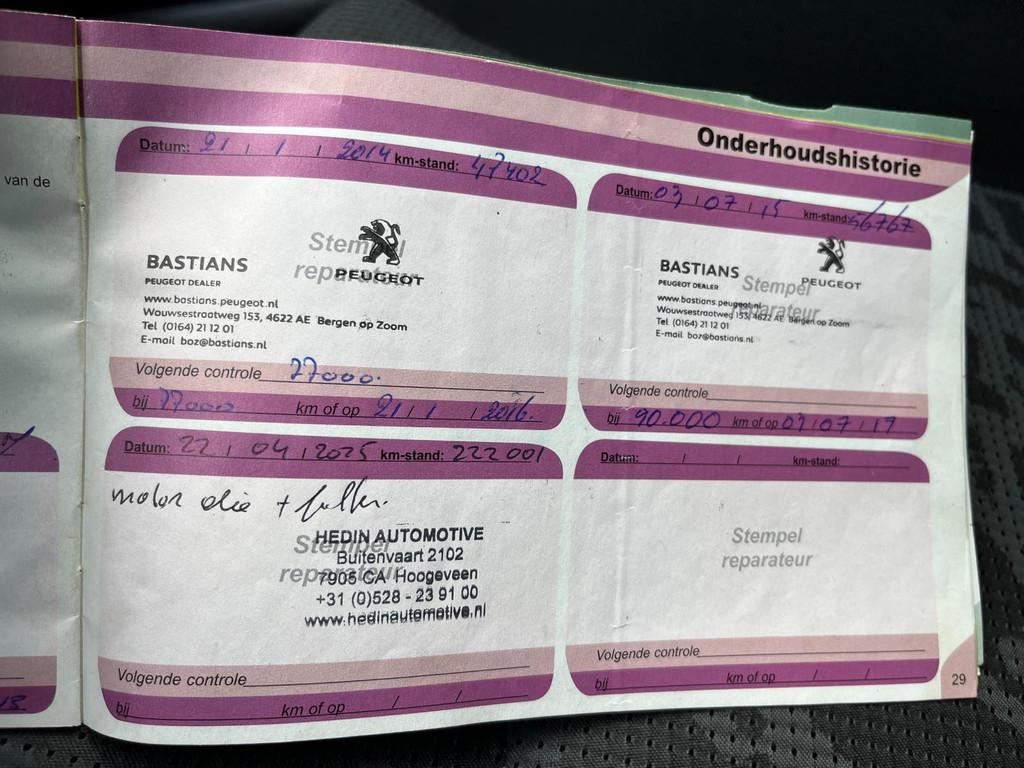 van de
Onderhoudshistorie
Datum: 21 / 1 / 2014 km-stand: 47402
Stempel
reparateur
PEUGEOT
BASTIANS
PEUGEOT DEALER
www.bastians.peugeot.nl
Wouwsestraatweg 153, 4622 AE Bergen op Zoom
Tel (0164) 21 12 01
E-mail boz@bastians.nl
Volgende controle 77000.
bij 77000 km of op 21 / 1 / 2016.
Datum: 03 / 07 / 15 km-stand: 56767
Stempel
reparateur
PEUGEOT
BASTIANS
PEUGEOT DEALER
www.bastians.peugeot.nl
Wouwsestraatweg 153, 4622 AE Bergen op Zoom
Tel (0164) 21 12 01
E-mail boz@bastians.nl
Volgende controle
bij 90.000 km of op 03 / 07 / 17
Datum: 22 / 04 / 2025 km-stand: 222001
motor olie + filter.
Stempel
reparateur
HEDIN AUTOMOTIVE
Buitenvaart 2102
7905 CA Hoogeveen
+31 (0)528 - 23 91 00
www.hedinautomotive.nl
Volgende controle
bij km of op / /
Datum: / / km-stand:
Stempel
reparateur
Volgende controle
bij km of op / /
29